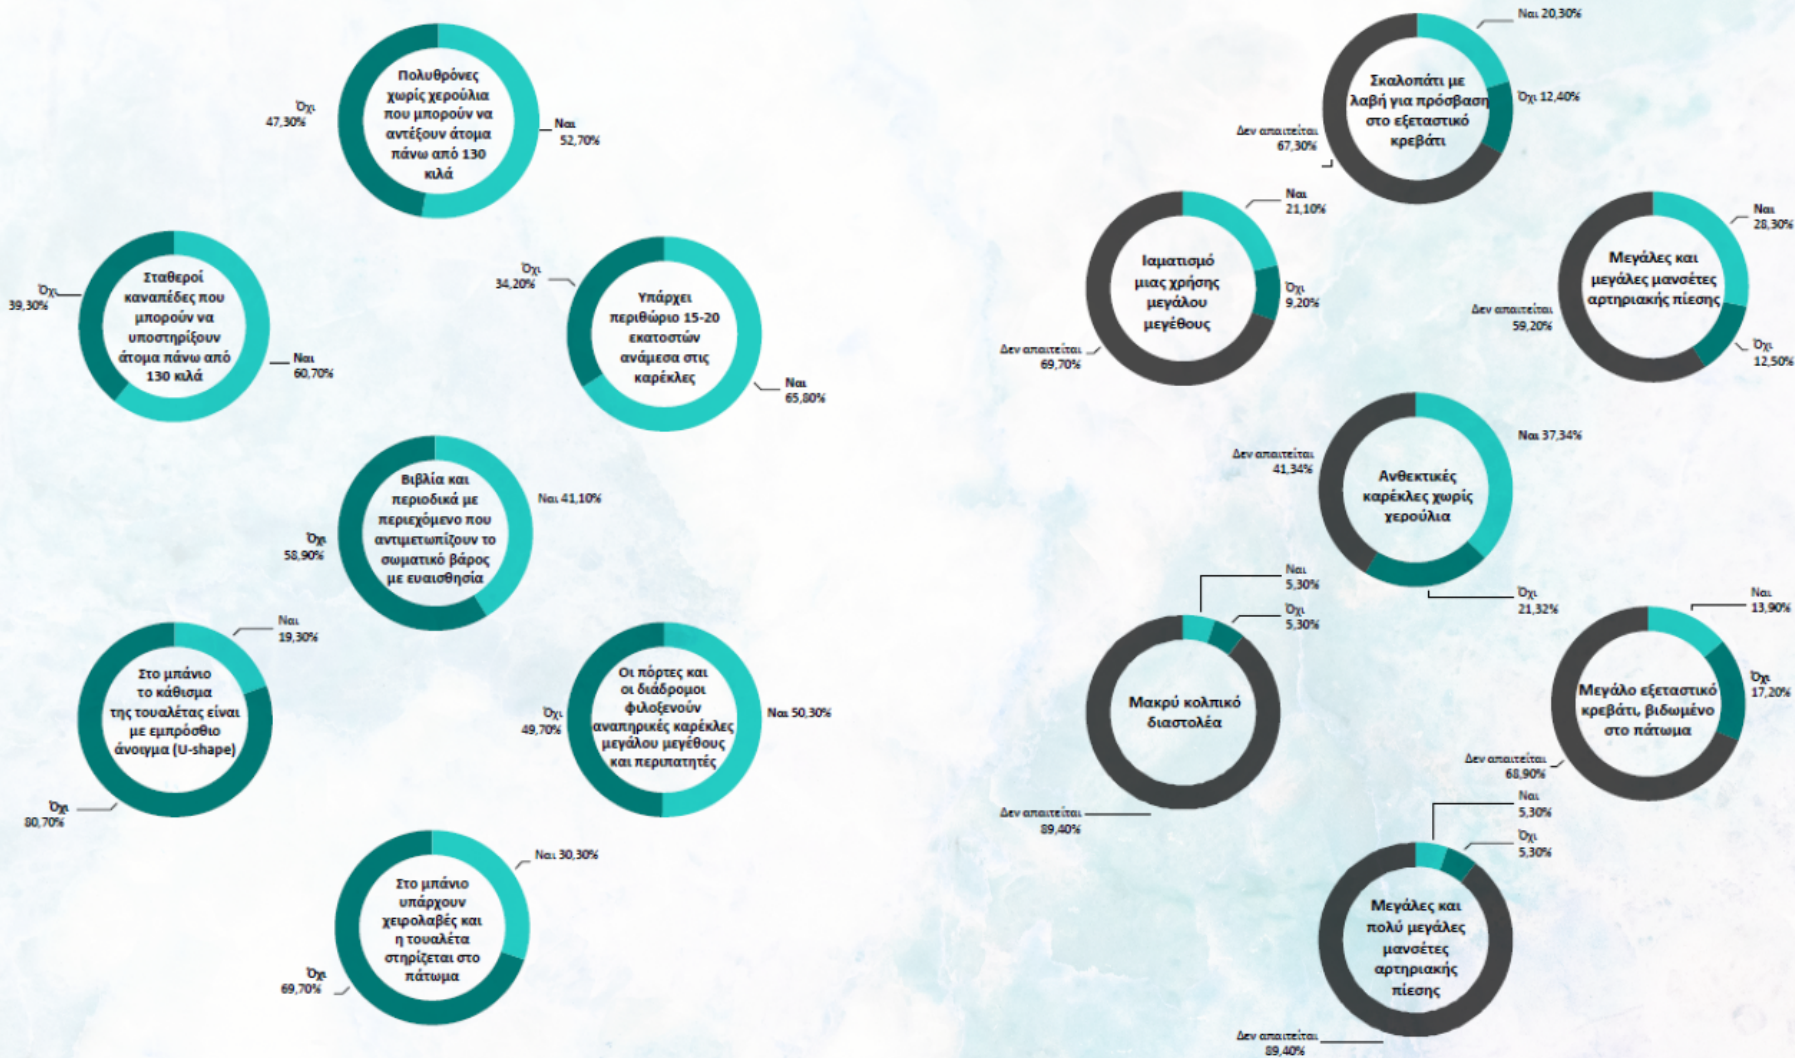 Πολυθρόνες
χωρίς χερούλια
που μπορούν να
αντέξουν άτομα
πάνω από 130
κιλά
Όχι
47,30%
Ναι
52,70%
Σταθεροί
καναπέδες που
μπορούν να
υποστηρίξουν
άτομα πάνω από
130 κιλά
Όχι
39,30%
Ναι
60,70%
Υπάρχει
περιθώριο 15-20
εκατοστών
ανάμεσα στις
καρέκλες
Όχι
34,20%
Ναι
65,80%
Βιβλία και
περιοδικά με
περιεχόμενο που
αντιμετωπίζουν το
σωματικό βάρος
με ευαισθησία
Όχι
58,90%
Ναι 41,10%
Στο μπάνιο
το κάθισμα
της τουαλέτας είναι
με εμπρόσθιο
άνοιγμα (U-shape)
Ναι
19,30%
Όχι
80,70%
Οι πόρτες και
οι διάδρομοι
φιλοξενούν
αναπηρικές καρέκλες
μεγάλου μεγέθους
και περιπατητές
Όχι
49,70%
Ναι 50,30%
Στο μπάνιο
υπάρχουν
χειρολαβές και
η τουαλέτα
στηρίζεται στο
πάτωμα
Ναι 30,30%
Όχι
69,70%
Σκαλοπάτι με
λαβή για πρόσβαση
στο εξεταστικό
κρεβάτι
Ναι 20,30%
Όχι 12,40%
Δεν απαιτείται
67,30%
Ιαματισμό
μιας χρήσης
μεγάλου
μεγέθους
Ναι
21,10%
Όχι
9,20%
Δεν απαιτείται
69,70%
Μεγάλες και
μεγάλες μανσέτες
αρτηριακής πίεσης
Ναι
28,30%
Όχι
12,50%
Δεν απαιτείται
59,20%
Ανθεκτικές
καρέκλες χωρίς
χερούλια
Ναι 37,34%
Δεν απαιτείται
41,34%
Όχι
21,32%
Μακρύ κολπικό
διαστολέα
Ναι
5,30%
Όχι
5,30%
Δεν απαιτείται
89,40%
Μεγάλο εξεταστικό
κρεβάτι, βιδωμένο
στο πάτωμα
Ναι
13,90%
Όχι
17,20%
Δεν απαιτείται
68,90%
Μεγάλες και
πολύ μεγάλες
μανσέτες
αρτηριακής
πίεσης
Ναι
5,30%
Όχι
5,30%
Δεν απαιτείται
89,40%